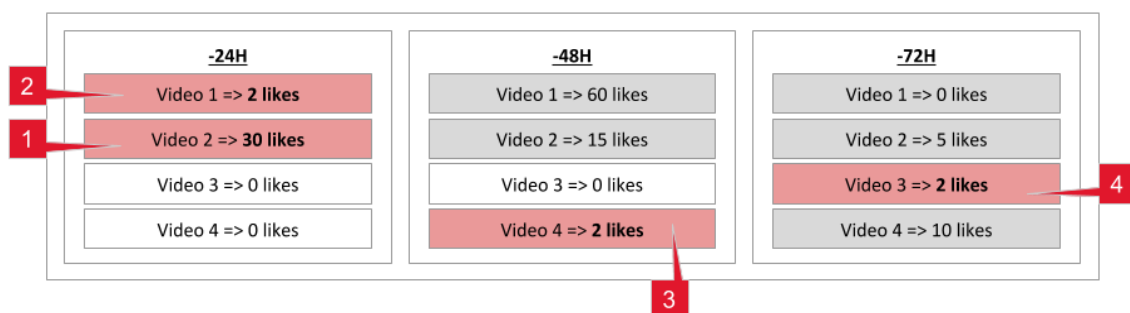 -24H
2
Video 1 => 2 likes
1
Video 2 => 30 likes
Video 3 => 0 likes
Video 4 => 0 likes
-48H
Video 1 => 60 likes
Video 2 => 15 likes
Video 3 => 0 likes
Video 4 => 2 likes
3
-72H
Video 1 => 0 likes
Video 2 => 5 likes
Video 3 => 2 likes
4
Video 4 => 10 likes